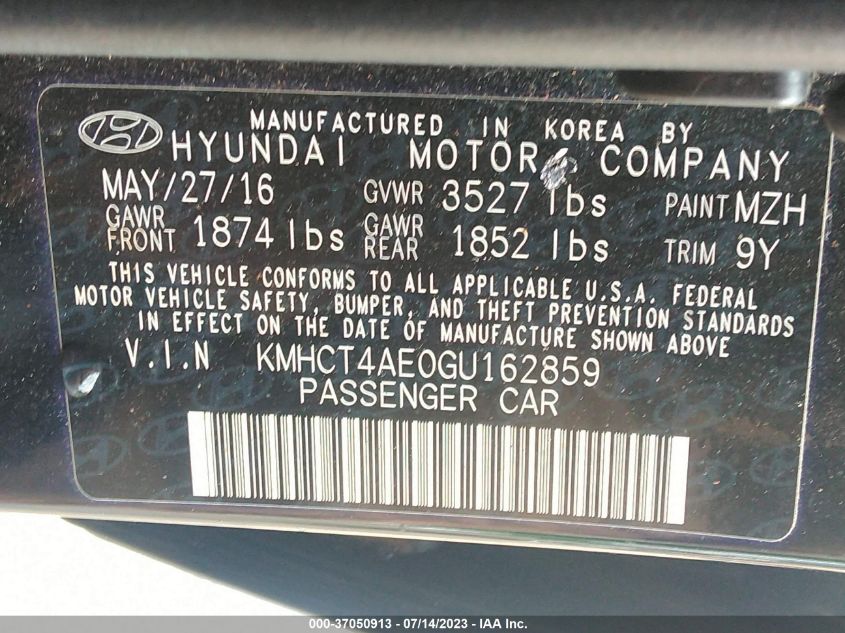 MANUFACTURED IN KOREA BY
HYUNDAI MOTOR COMPANY
MAY/27/16 GVWR 3527 lbs PAINT MZH
GAWR FRONT 1874 lbs GAWR REAR 1852 lbs TRIM 9Y
THIS VEHICLE CONFORMS TO ALL APPLICABLE U.S.A. FEDERAL
MOTOR VEHICLE SAFETY, BUMPER, AND THEFT PREVENTION STANDARDS
IN EFFECT ON THE DATE OF MANUFACTURE SHOWN ABOVE
V.I.N KMHCT4AE0GU162859
PASSENGER CAR
000-37050913 - 07/14/2023 - IAAI.com